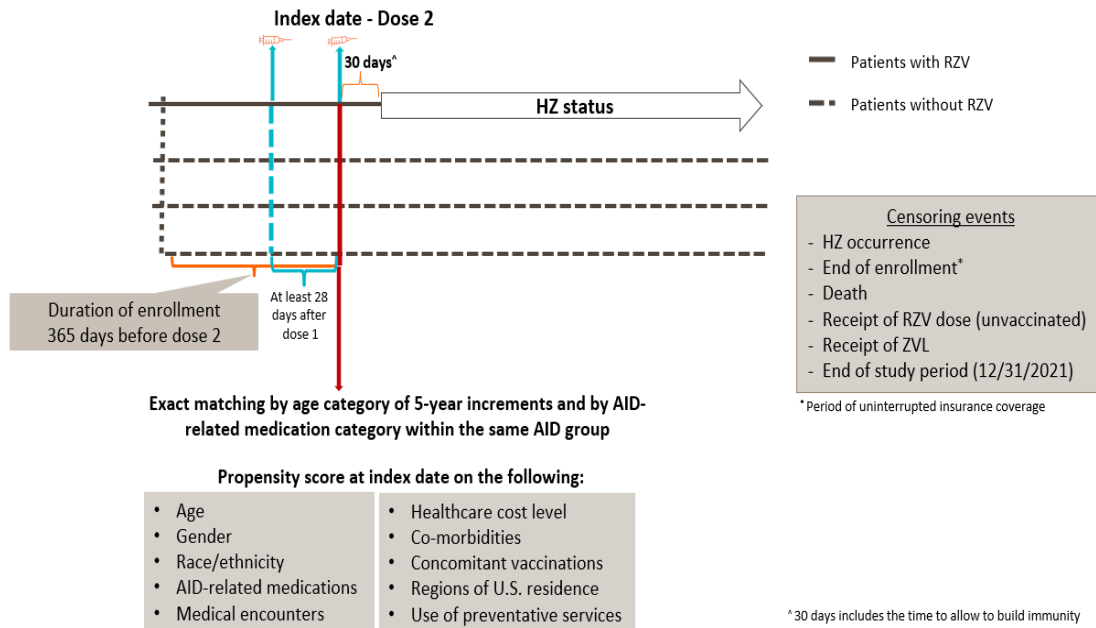 Index date - Dose 2
30 days^
HZ status
Patients with RZV
Patients without RZV
Duration of enrollment
365 days before dose 2
At least 28
days after
dose 1
Censoring events
- HZ occurrence
- End of enrollment*
- Death
- Receipt of RZV dose (unvaccinated)
- Receipt of ZVL
- End of study period (12/31/2021)
* Period of uninterrupted insurance coverage
Exact matching by age category of 5-year increments and by AID-
related medication category within the same AID group
Propensity score at index date on the following:
• Age
• Gender
• Race/ethnicity
• AID-related medications
• Medical encounters
• Healthcare cost level
• Co-morbidities
• Concomitant vaccinations
• Regions of U.S. residence
• Use of preventative services
^ 30 days includes the time to allow to build immunity